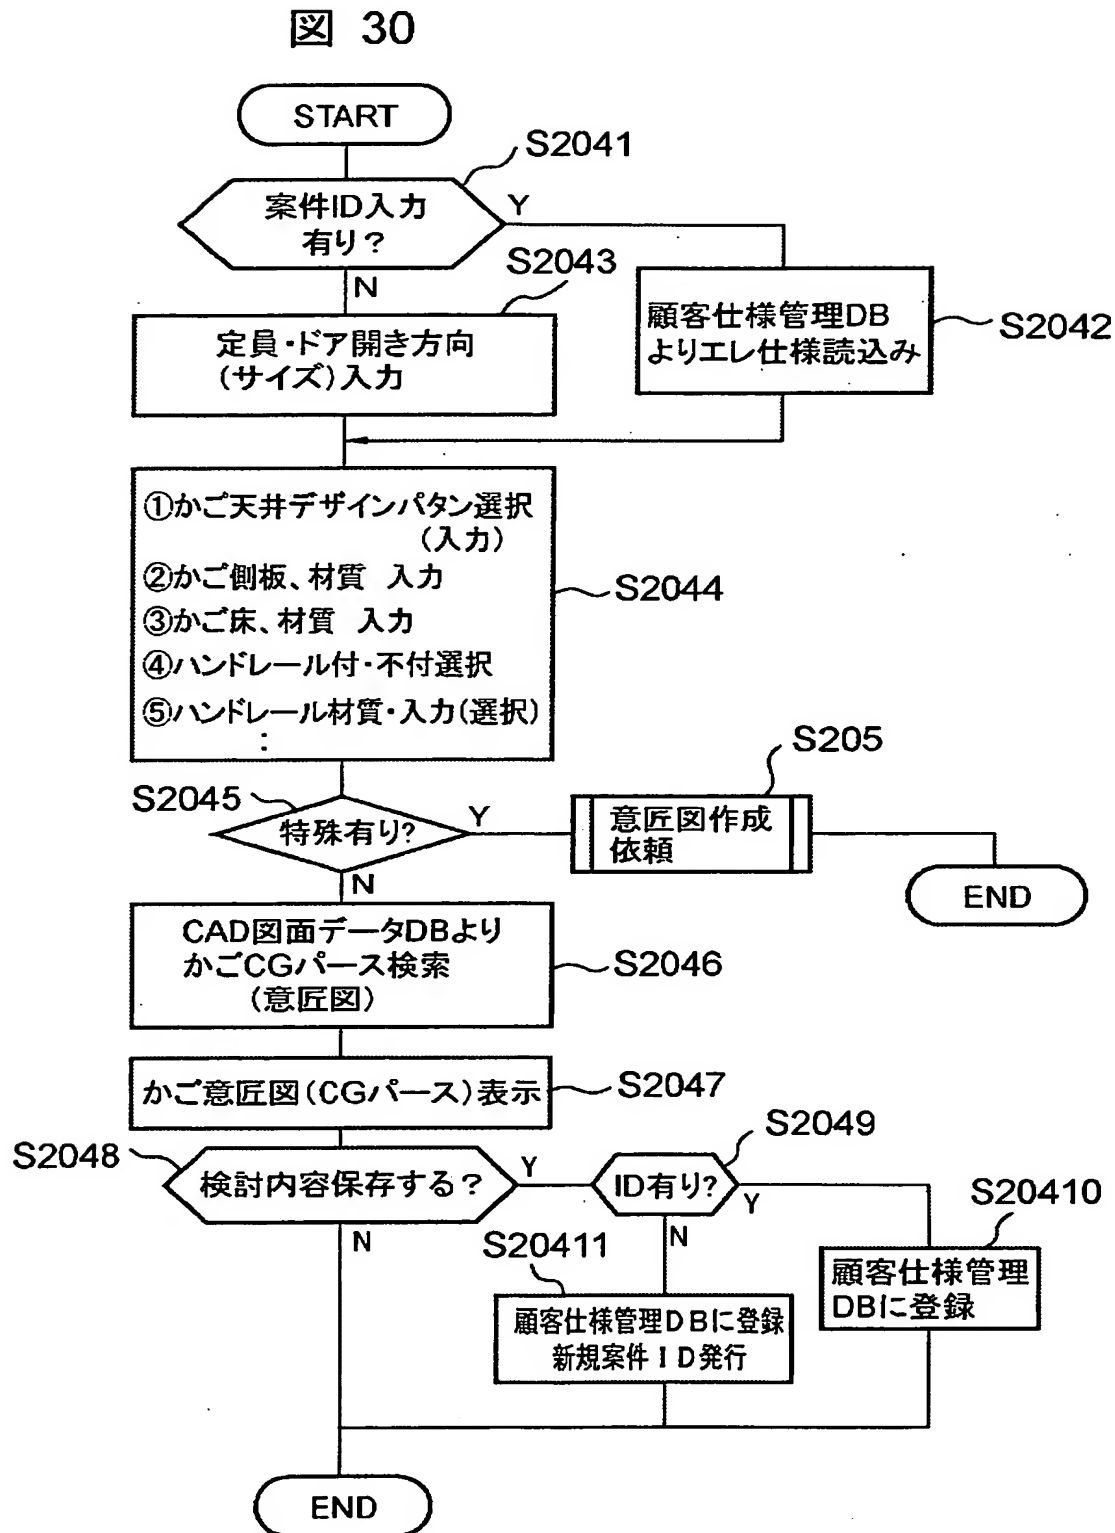 図 30
START
S2041
案件ID入力
有り?
Y
N
S2043
定員・ドア開き方向
(サイズ)入力
顧客仕様管理DB
よりエレ仕様読込み
S2042
①かご天井デザインパタン選択
(入力)
②かご側板、材質 入力
③かご床、材質 入力
④ハンドレール付・不付選択
⑤ハンドレール材質・入力(選択)
:
S2044
S2045
特殊有り?
Y
N
S205
意匠図作成
依頼
END
CAD図面データDBより
かごCGパース検索
(意匠図)
S2046
かご意匠図(CGパース)表示
S2047
S2048
検討内容保存する?
Y
N
S2049
ID有り?
Y
N
S20410
顧客仕様管理
DBに登録
S20411
顧客仕様管理DBに登録
新規案件ID発行
END